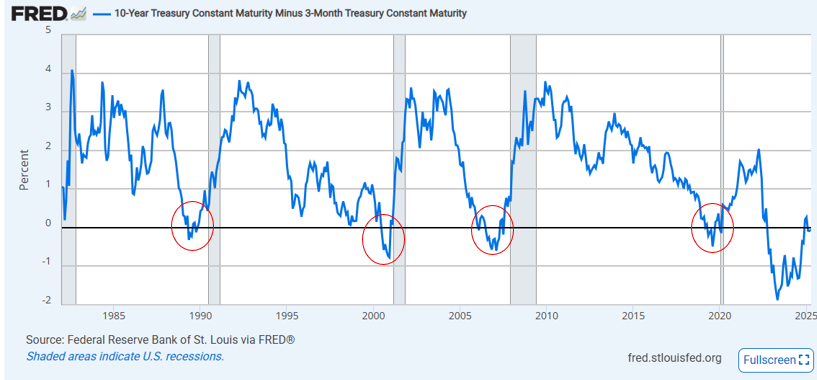 FRED 10-Year Treasury Constant Maturity Minus 3-Month Treasury Constant Maturity
5
4
3
2
1
0
-1
-2
Percent
1985 1990 1995 2000 2005 2010 2015 2020 2025
Source: Federal Reserve Bank of St. Louis via FRED®
Shaded areas indicate U.S. recessions.
fred.stlouisfed.org
Fullscreen